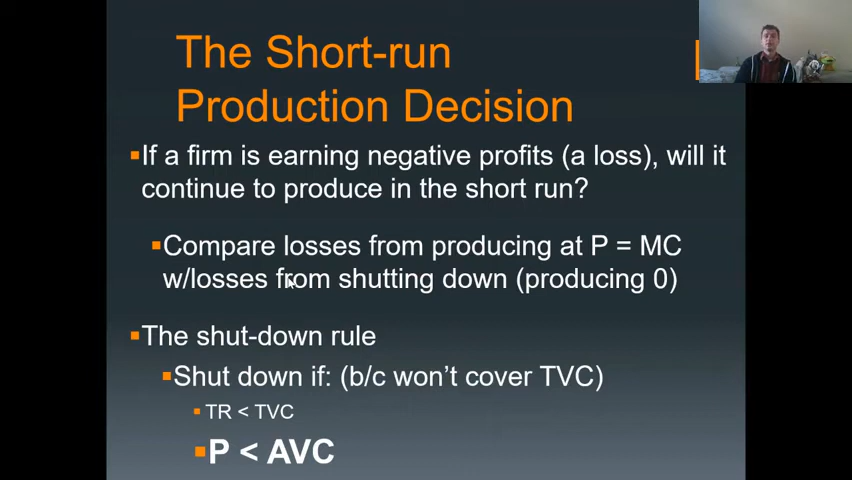 The Short-run
Production Decision
If a firm is earning negative profits (a loss), will it
continue to produce in the short run?
Compare losses from producing at P = MC
w/losses from shutting down (producing 0)
The shut-down rule
Shut down if: (b/c won't cover TVC)
TR < TVC
P < AVC